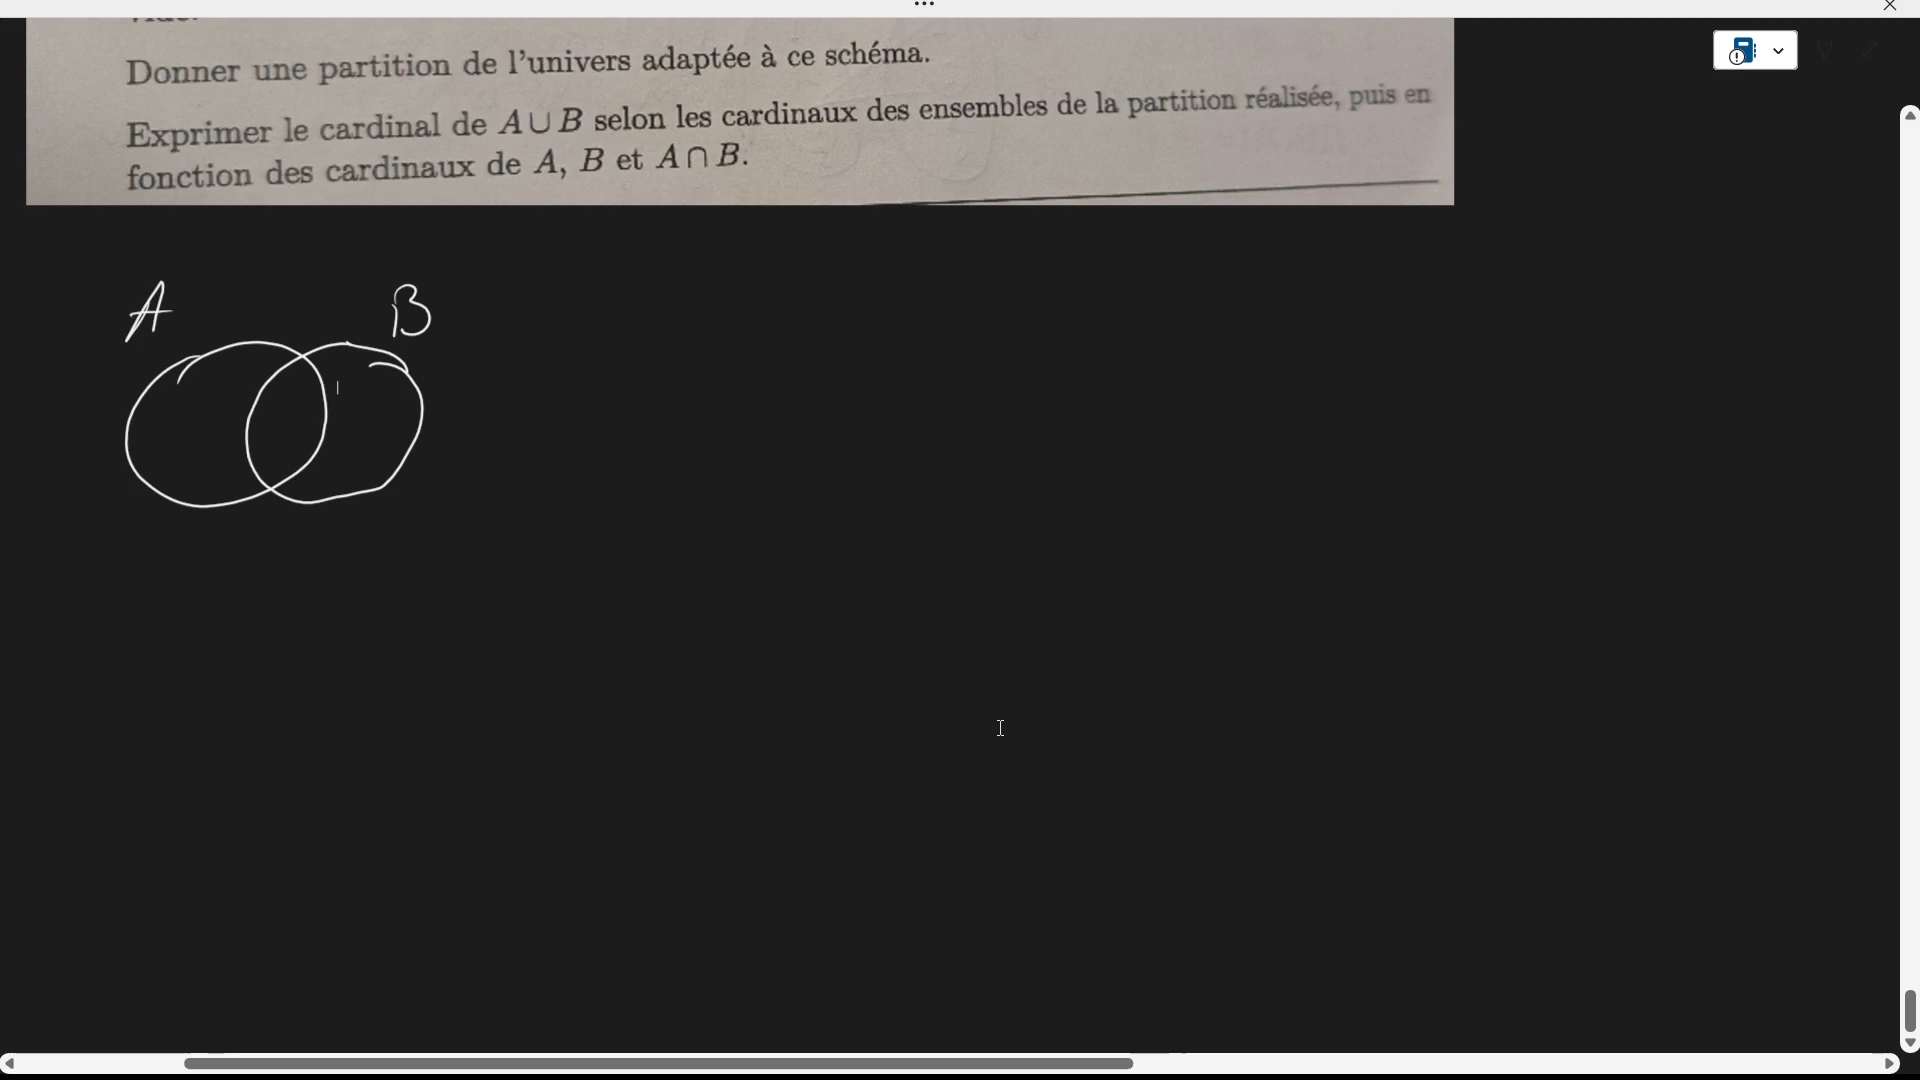 Donner une partition de l'univers adaptée à ce schéma.
Exprimer le cardinal de A ∪ B selon les cardinaux des ensembles de la partition réalisée, puis en
fonction des cardinaux de A, B et A ∩ B.
A B